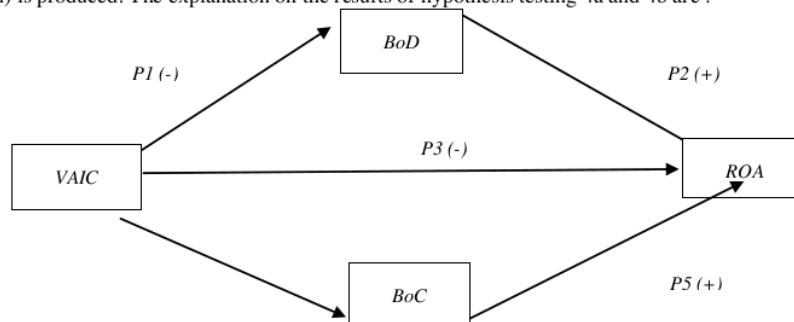 is produced. The explanation on the results of hypothesis testing 4a and 4b are :
BoD
P1 (-)
P2 (+)
P3 (-)
VAIC
ROA
BoC
P5 (+)